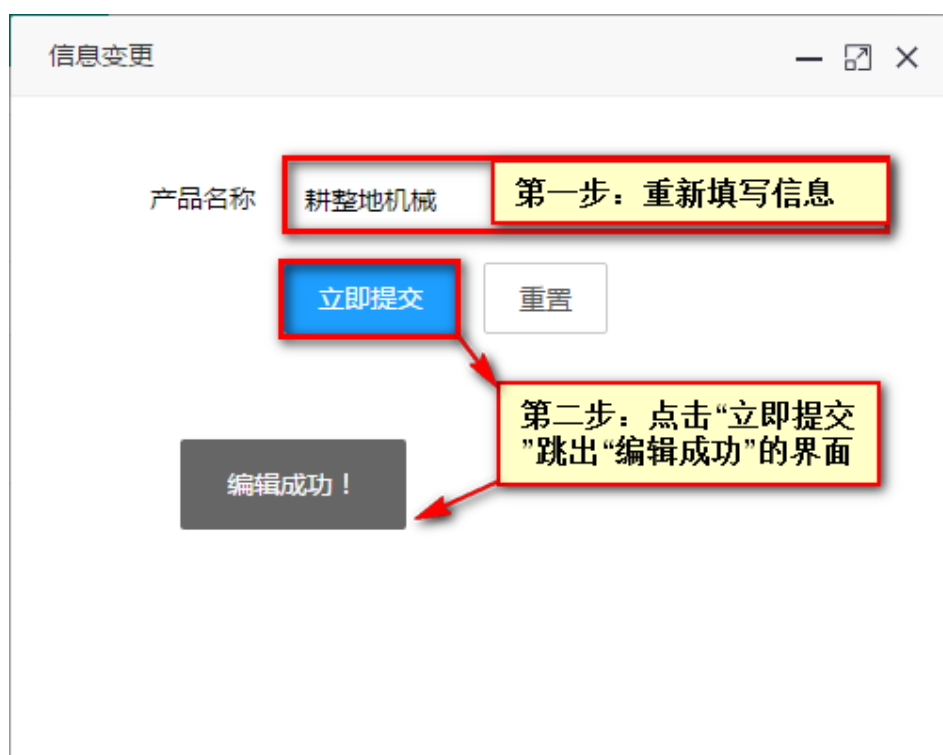 信息变更
产品名称
耕整地机械
第一步：重新填写信息
立即提交
重置
第二步：点击“立即提交
”跳出“编辑成功”的界面
编辑成功！